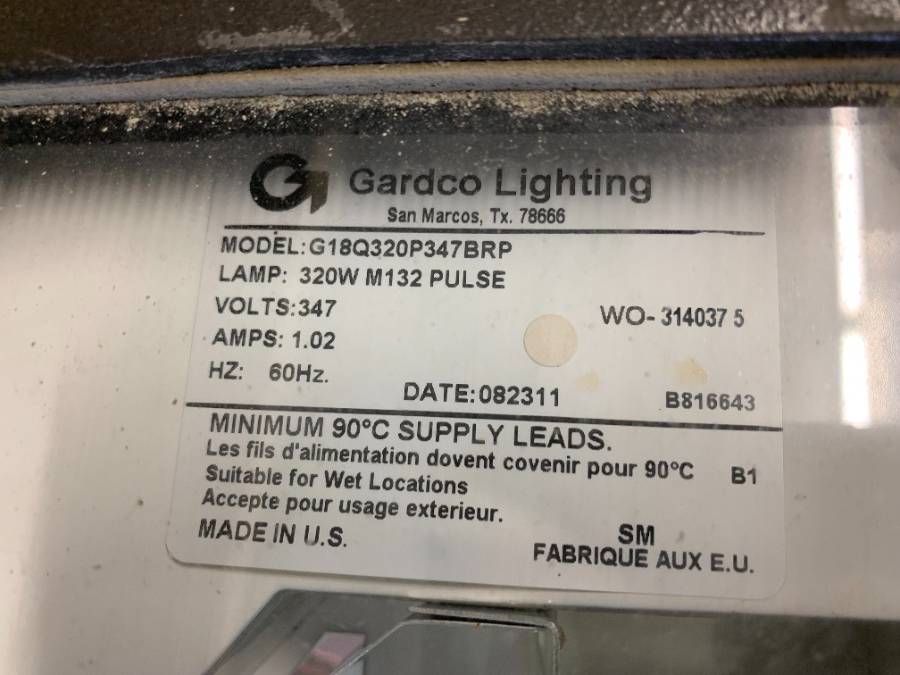 Gardco Lighting
San Marcos, Tx. 78666
MODEL:G18Q320P347BRP
LAMP: 320W M132 PULSE
VOLTS:347
WO- 314037 5
AMPS: 1.02
HZ: 60Hz.
DATE:082311
B816643
MINIMUM 90°C SUPPLY LEADS.
Les fils d'alimentation dovent covenir pour 90°C B1
Suitable for Wet Locations
Accepte pour usage exterieur.
MADE IN U.S.
SM
FABRIQUE AUX E.U.